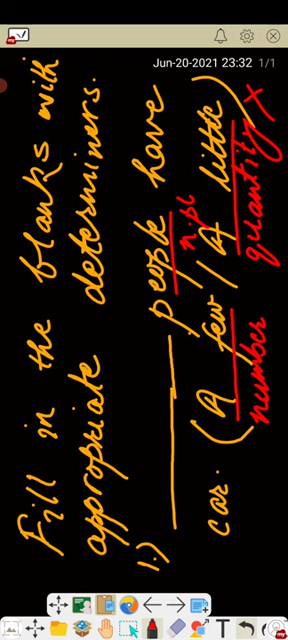 Jun-20-2021 23:32 1/1
Fill in the blanks with
appropriate determiners.
1.) ______ people have
n.pl
car. (A few / A little)
number quantity X